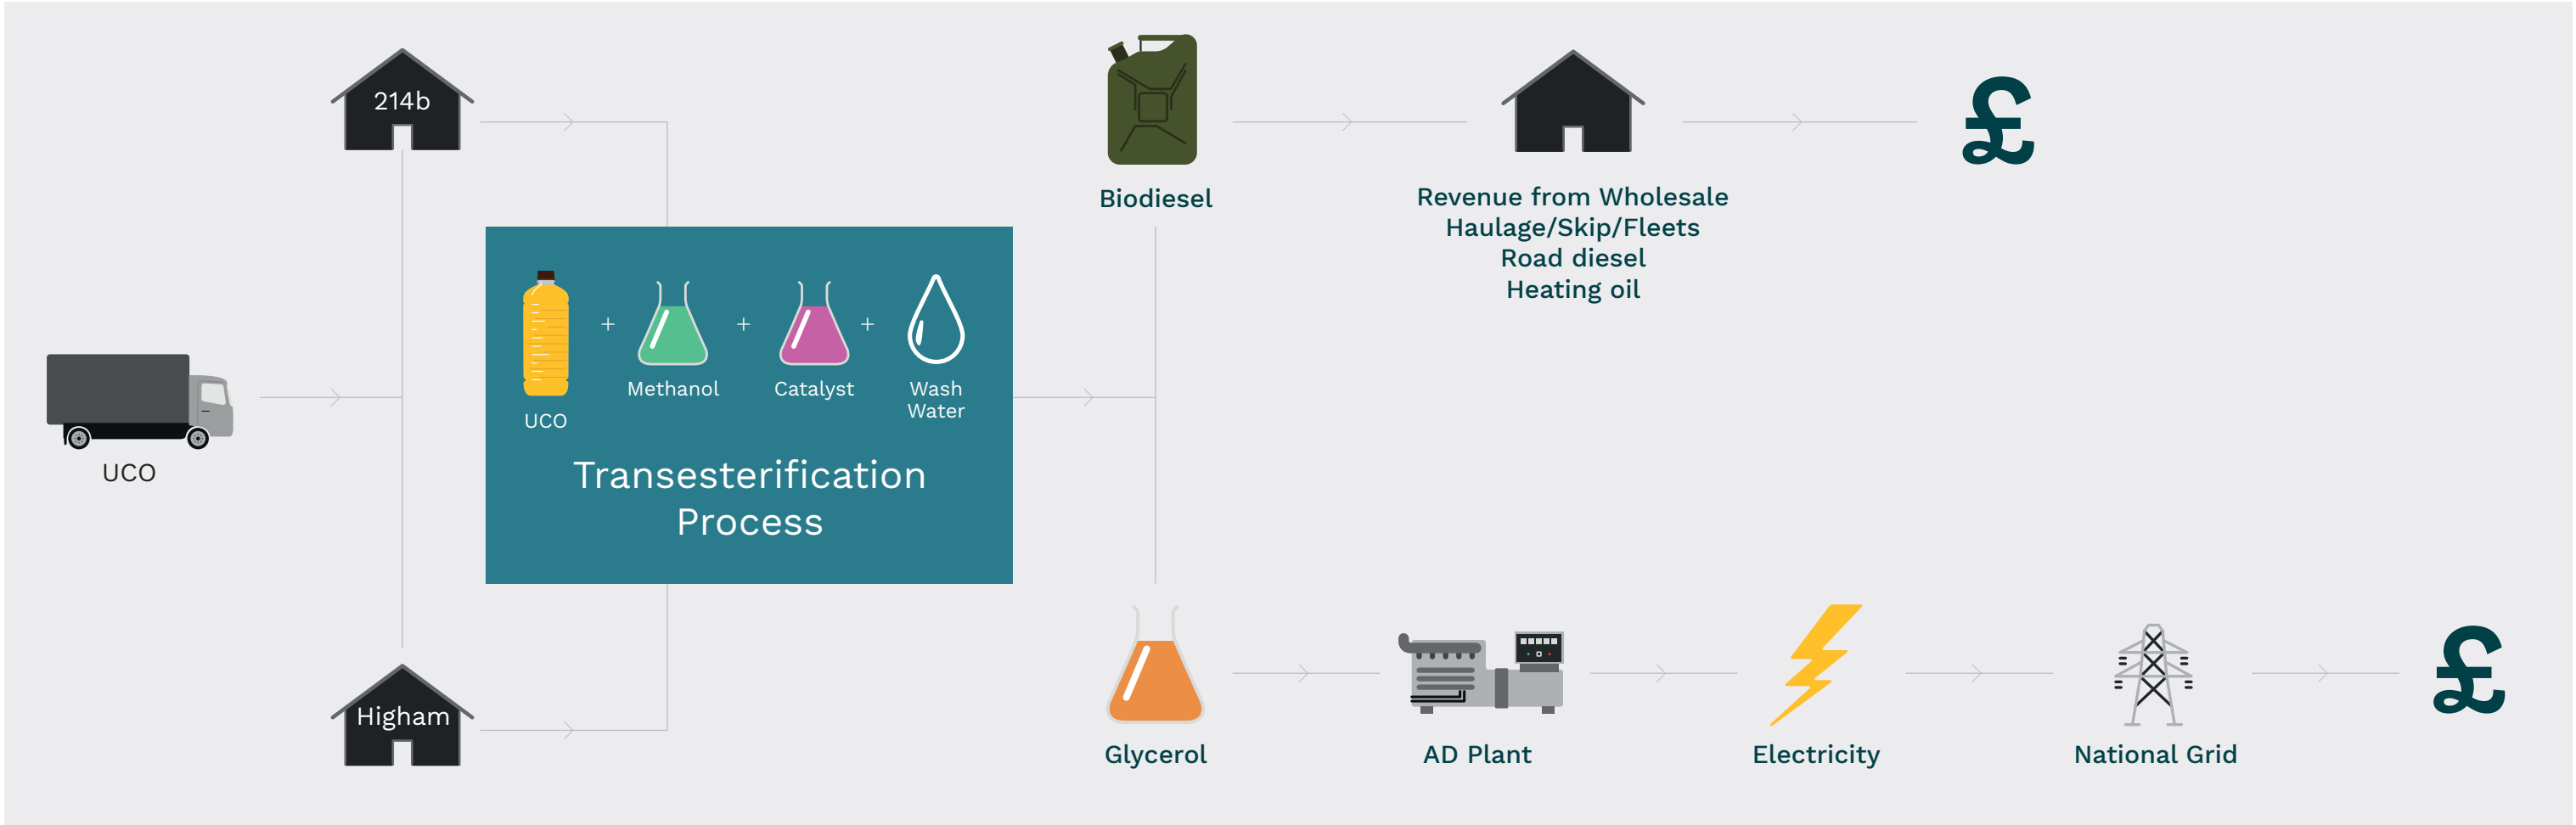 UCO
214b
Higham
UCO
+
Methanol
+
Catalyst
+
Wash
Water
Transesterification
Process
Biodiesel
Revenue from Wholesale
Haulage/Skip/Fleets
Road diesel
Heating oil
£
Glycerol
AD Plant
Electricity
National Grid
£